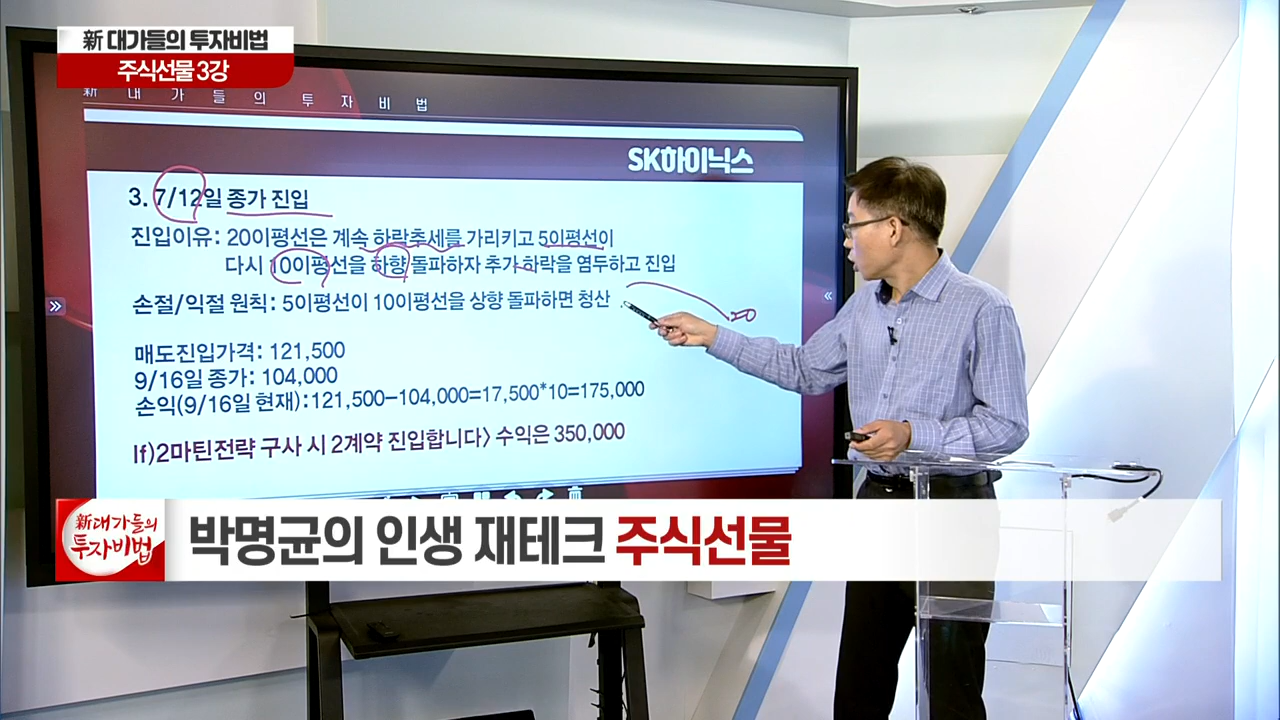 新 대가들의 투자비법
주식선물 3강
新 대 가 들 의 투 자 비 법
SK하이닉스
3. 7/12일 종가 진입
진입이유: 20이평선은 계속 하락추세를 가리키고 5이평선이
다시 10이평선을 하향 돌파하자 추가 하락을 염두하고 진입
손절/익절 원칙: 5이평선이 10이평선을 상향 돌파하면 청산
매도진입가격: 121,500
9/16일 종가: 104,000
손익(9/16일 현재):121,500-104,000=17,500*10=175,000
If)2마틴전략 구사 시 2계약 진입합니다> 수익은 350,000
新대가들의
투자비법
박명균의 인생 재테크 주식선물